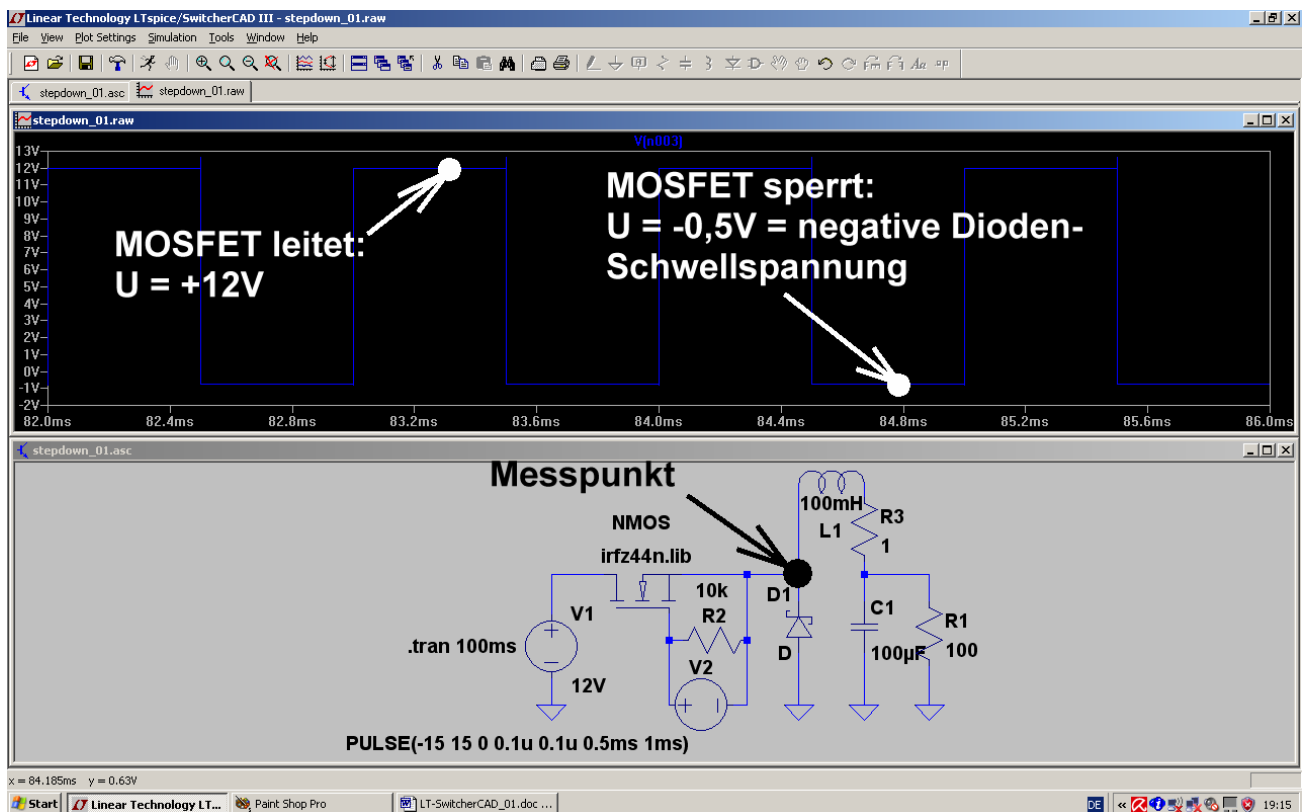 Linear Technology LTspice/SwitcherCAD III - stepdown_01.raw
File View Plot Settings Simulation Tools Window Help
stepdown_01.asc stepdown_01.raw
stepdown_01.raw
V[n003]
13V
12V
11V
10V
9V
8V
7V
6V
5V
4V
3V
2V
1V
0V
-1V
-2V
MOSFET leitet:
U = +12V
MOSFET sperrt:
U = -0,5V = negative Dioden-
Schwellspannung
82.0ms 82.4ms 82.8ms 83.2ms 83.6ms 84.0ms 84.4ms 84.8ms 85.2ms 85.6ms 86.0ms
stepdown_01.asc
Messpunkt
100mH
L1
R3
1
NMOS
irfz44n.lib
10k
R2
D1
D
C1
100µF
R1
100
V1
.tran 100ms
12V
V2
PULSE(-15 15 0 0.1u 0.1u 0.5ms 1ms)
x = 84.185ms y = 0.63V
Start Linear Technology LT... Paint Shop Pro LT-SwitcherCAD_01.doc ... DE « 19:15